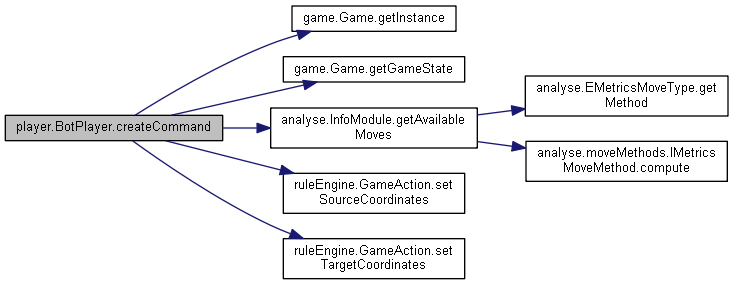 game.Game.getInstance
game.Game.getGameState
player.BotPlayer.createCommand
analyse.InfoModule.getAvailable
Moves
analyse.EMetricsMoveType.get
Method
analyse.moveMethods.IMetrics
MoveMethod.compute
ruleEngine.GameAction.set
SourceCoordinates
ruleEngine.GameAction.set
TargetCoordinates